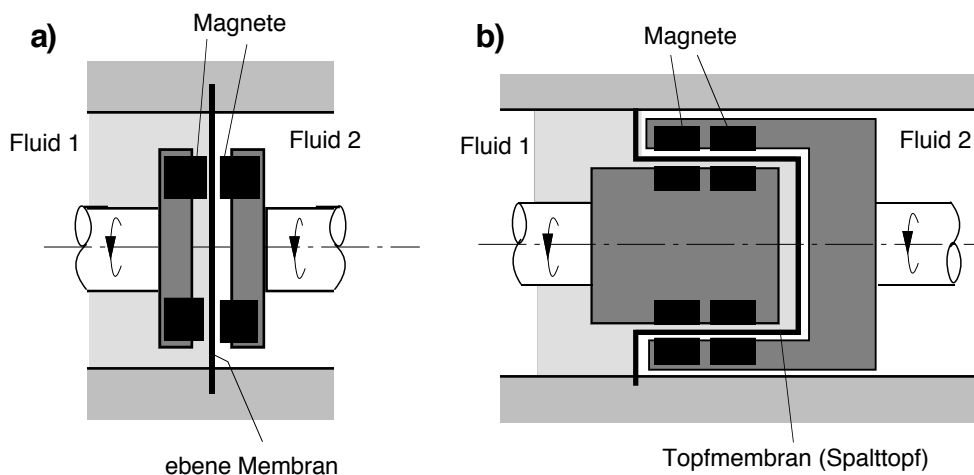 a)
Magnete
Fluid 1
Fluid 2
ebene Membran
b)
Magnete
Fluid 1
Fluid 2
Topfmembran (Spalttopf)